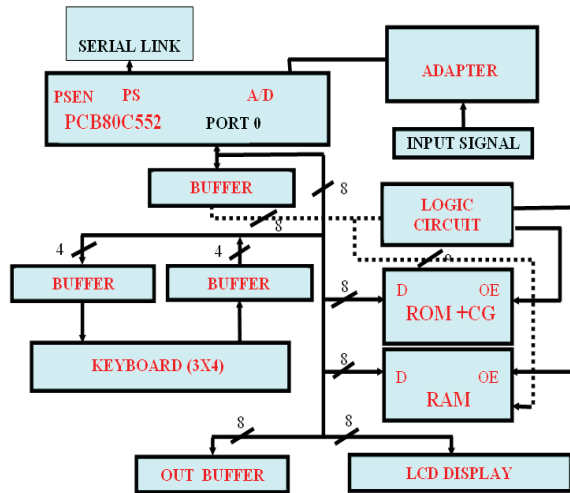 SERIAL LINK
ADAPTER
PSEN PS A/D
PCB80C552 PORT 0
INPUT SIGNAL
BUFFER
8
LOGIC
CIRCUIT
8
4
4
BUFFER
BUFFER
8
D OE
ROM +CG
KEYBOARD (3X4)
8
D OE
RAM
8
8
OUT BUFFER
LCD DISPLAY